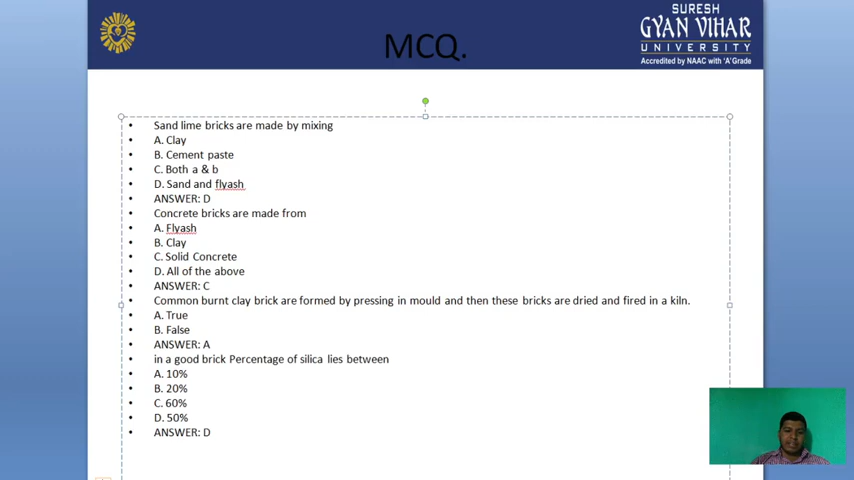 MCQ.
SURESH
GYAN VIHAR
UNIVERSITY
Accredited by NAAC with 'A' Grade
• Sand lime bricks are made by mixing
• A. Clay
• B. Cement paste
• C. Both a & b
• D. Sand and flyash
• ANSWER: D
• Concrete bricks are made from
• A. Flyash
• B. Clay
• C. Solid Concrete
• D. All of the above
• ANSWER: C
• Common burnt clay brick are formed by pressing in mould and then these bricks are dried and fired in a kiln.
• A. True
• B. False
• ANSWER: A
• in a good brick Percentage of silica lies between
• A. 10%
• B. 20%
• C. 60%
• D. 50%
• ANSWER: D